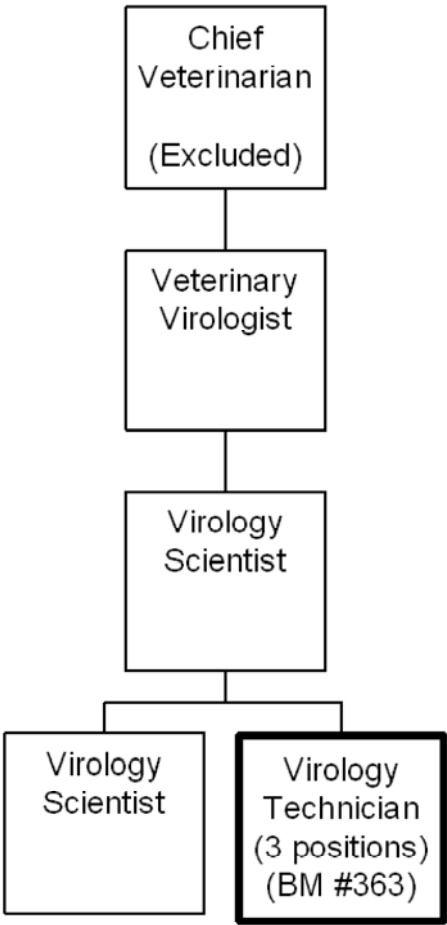 Chief
Veterinarian
(Excluded)
Veterinary
Virologist
Virology
Scientist
Virology
Scientist
Virology
Technician
(3 positions)
(BM #363)